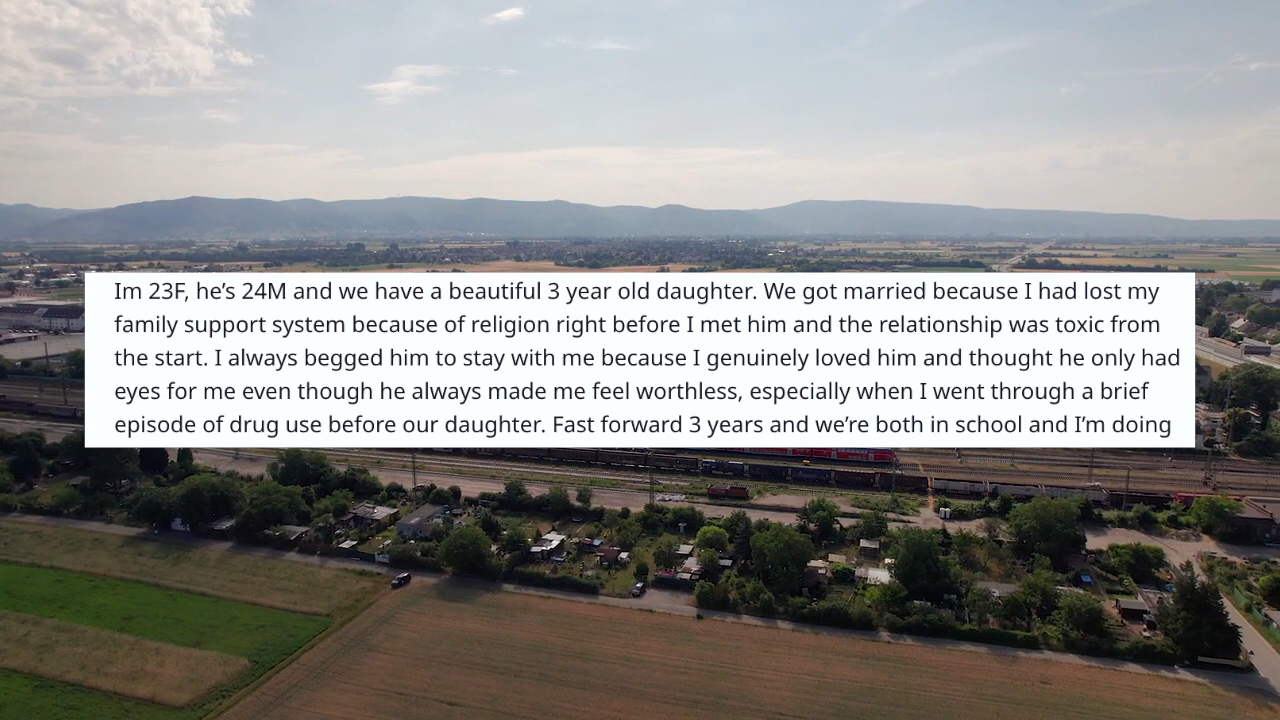 Im 23F, he’s 24M and we have a beautiful 3 year old daughter. We got married because I had lost my
family support system because of religion right before I met him and the relationship was toxic from
the start. I always begged him to stay with me because I genuinely loved him and thought he only had
eyes for me even though he always made me feel worthless, especially when I went through a brief
episode of drug use before our daughter. Fast forward 3 years and we’re both in school and I’m doing